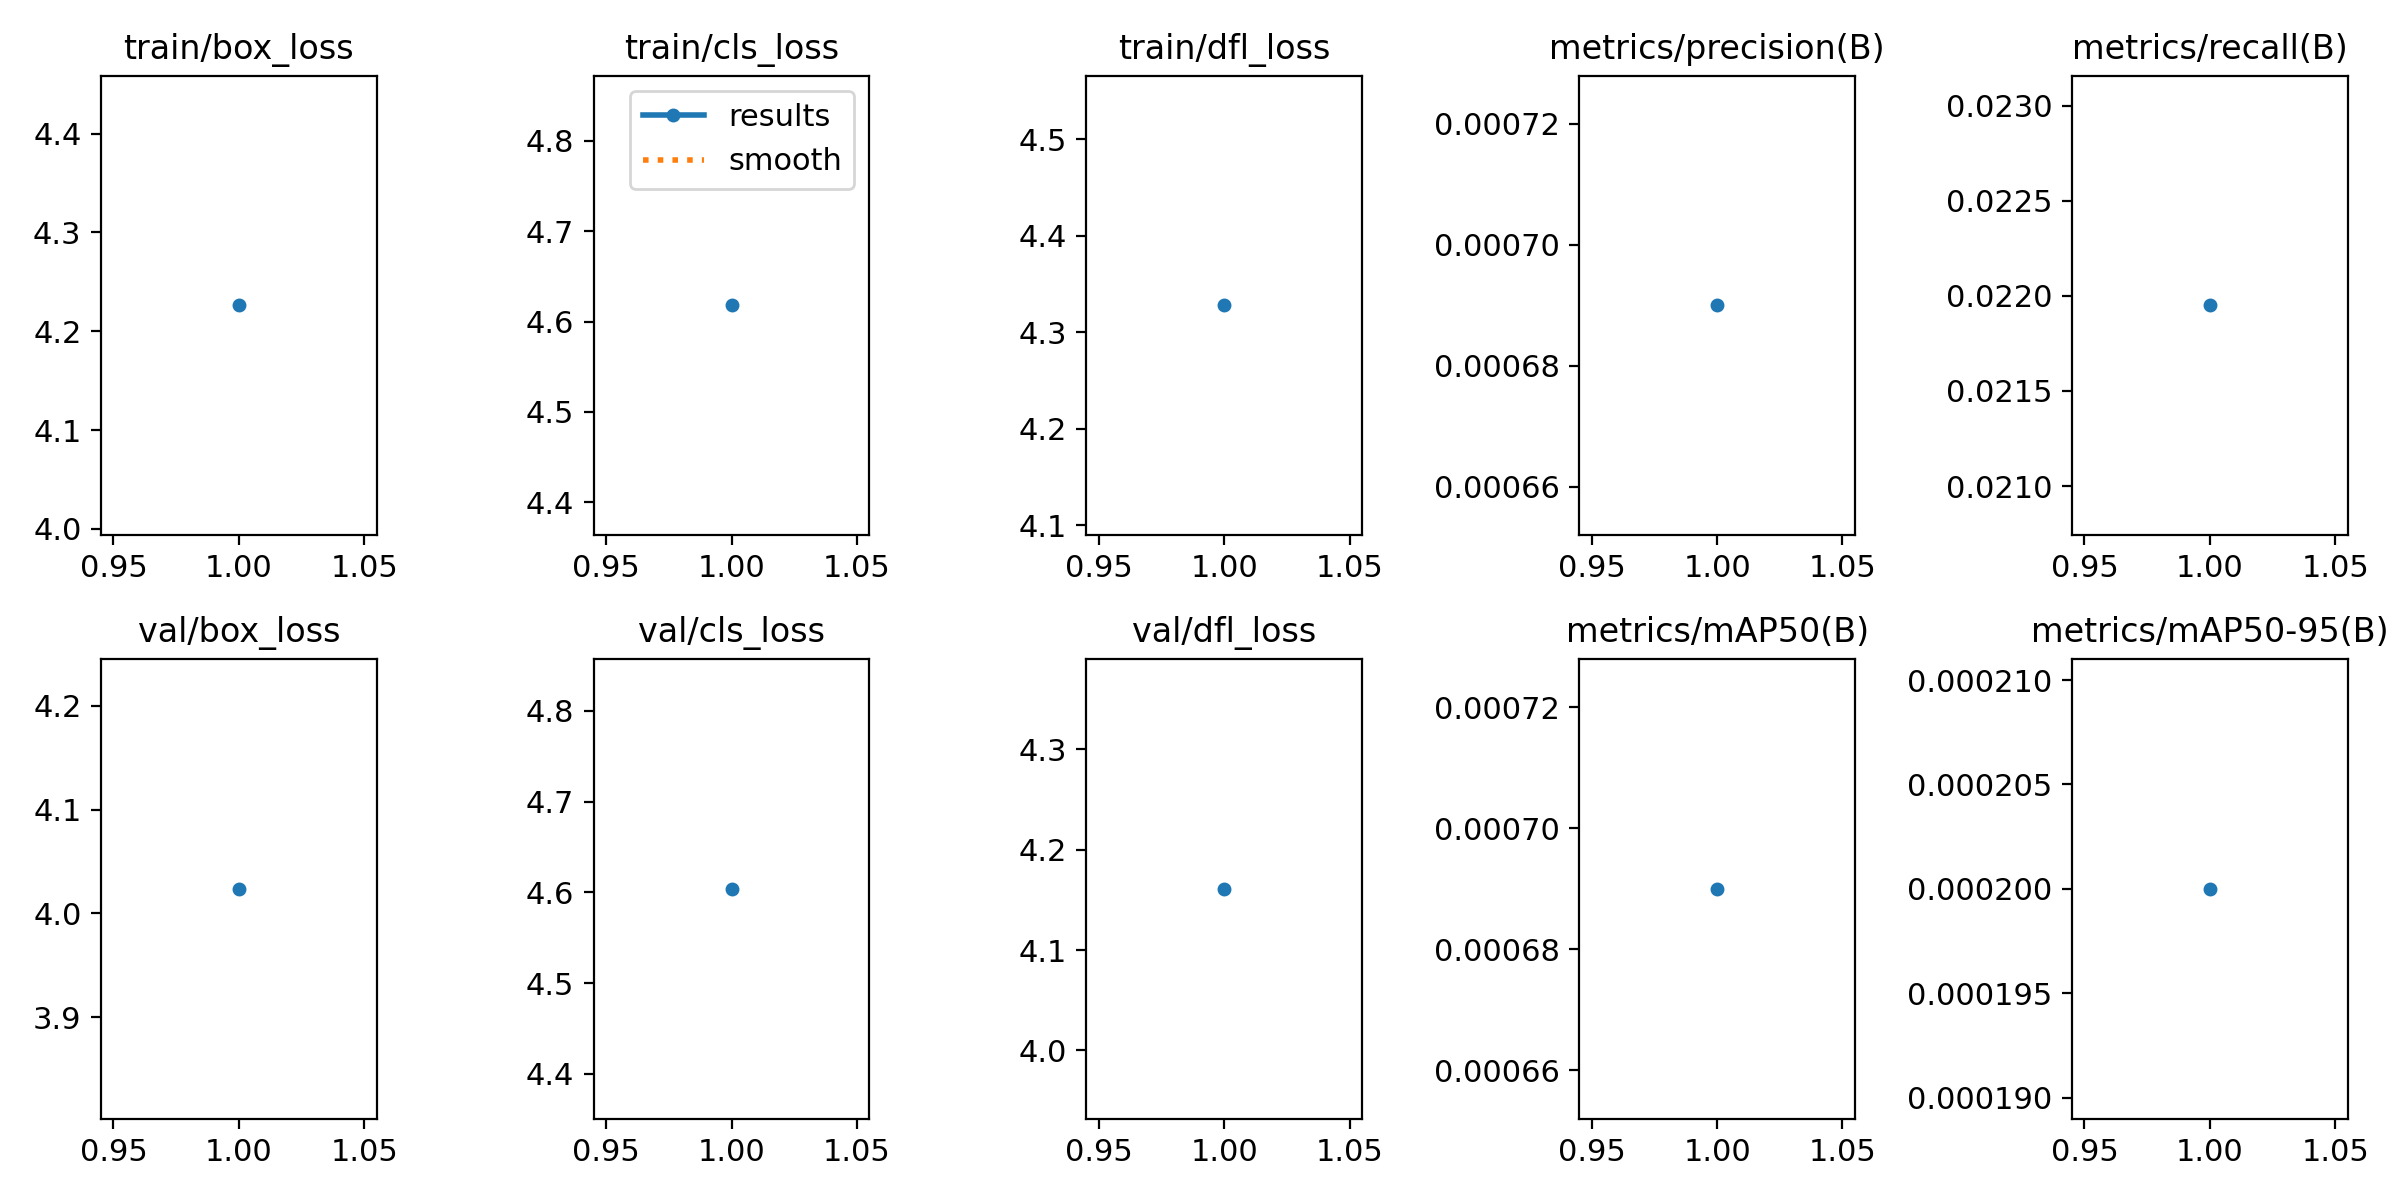 train/box_loss
4.4
4.3
4.2
4.1
4.0
0.95 1.00 1.05
train/cls_loss
results
smooth
4.8
4.7
4.6
4.5
4.4
0.95 1.00 1.05
train/dfl_loss
4.5
4.4
4.3
4.2
4.1
0.95 1.00 1.05
metrics/precision(B)
0.00072
0.00070
0.00068
0.00066
0.95 1.00 1.05
metrics/recall(B)
0.0230
0.0225
0.0220
0.0215
0.0210
0.95 1.00 1.05
val/box_loss
4.2
4.1
4.0
3.9
0.95 1.00 1.05
val/cls_loss
4.8
4.7
4.6
4.5
4.4
0.95 1.00 1.05
val/dfl_loss
4.3
4.2
4.1
4.0
0.95 1.00 1.05
metrics/mAP50(B)
0.00072
0.00070
0.00068
0.00066
0.95 1.00 1.05
metrics/mAP50-95(B)
0.000210
0.000205
0.000200
0.000195
0.000190
0.95 1.00 1.05